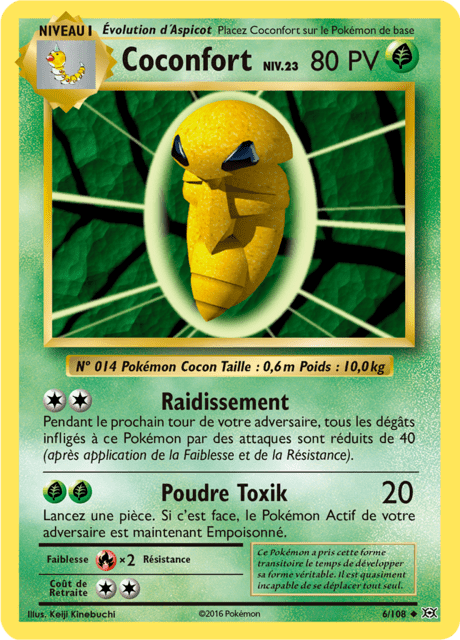 NIVEAU I
Évolution d'Aspicot Placez Coconfort sur le Pokémon de base
Coconfort NIV.23 80 PV
N° 014 Pokémon Cocon Taille : 0,6 m Poids : 10,0 kg
Raidissement
Pendant le prochain tour de votre adversaire, tous les dégâts
infligés à ce Pokémon par des attaques sont réduits de 40
(après application de la Faiblesse et de la Résistance).
Poudre Toxik 20
Lancez une pièce. Si c'est face, le Pokémon Actif de votre
adversaire est maintenant Empoisonné.
Faiblesse ×2 Résistance
Coût de
Retraite
Ce Pokémon a pris cette forme
transitoire le temps de développer
sa forme véritable. Il est quasiment
incapable de se déplacer tout seul.
Illus. Keiji Kinebuchi ©2016 Pokémon 6/108